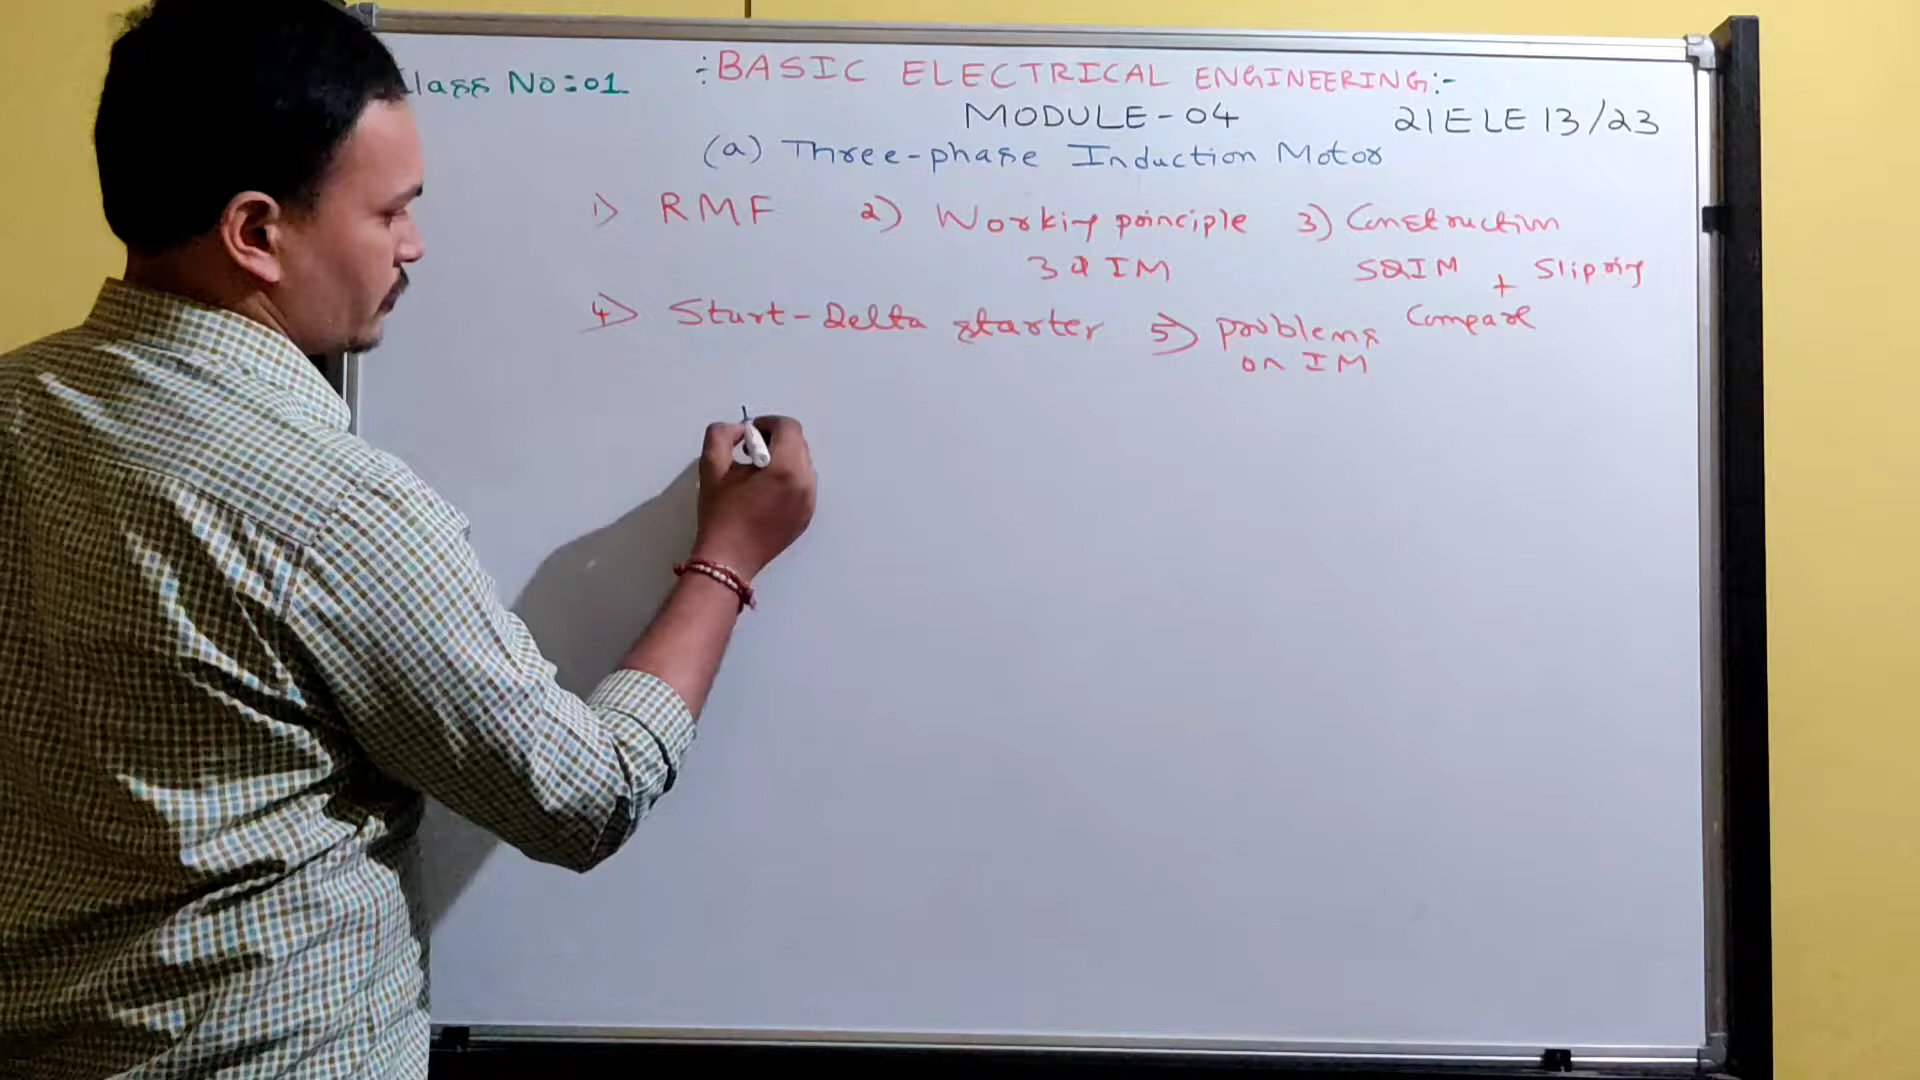 Class No:01 :BASIC ELECTRICAL ENGINEERING:-
MODULE-04 21ELE13/23
(a) Three-phase Induction Motor
1) RMF 2) Working principle 3) Construction
3Φ IM SQIM + Slipring
4) Start-Delta starter 5) problems Compare
on IM